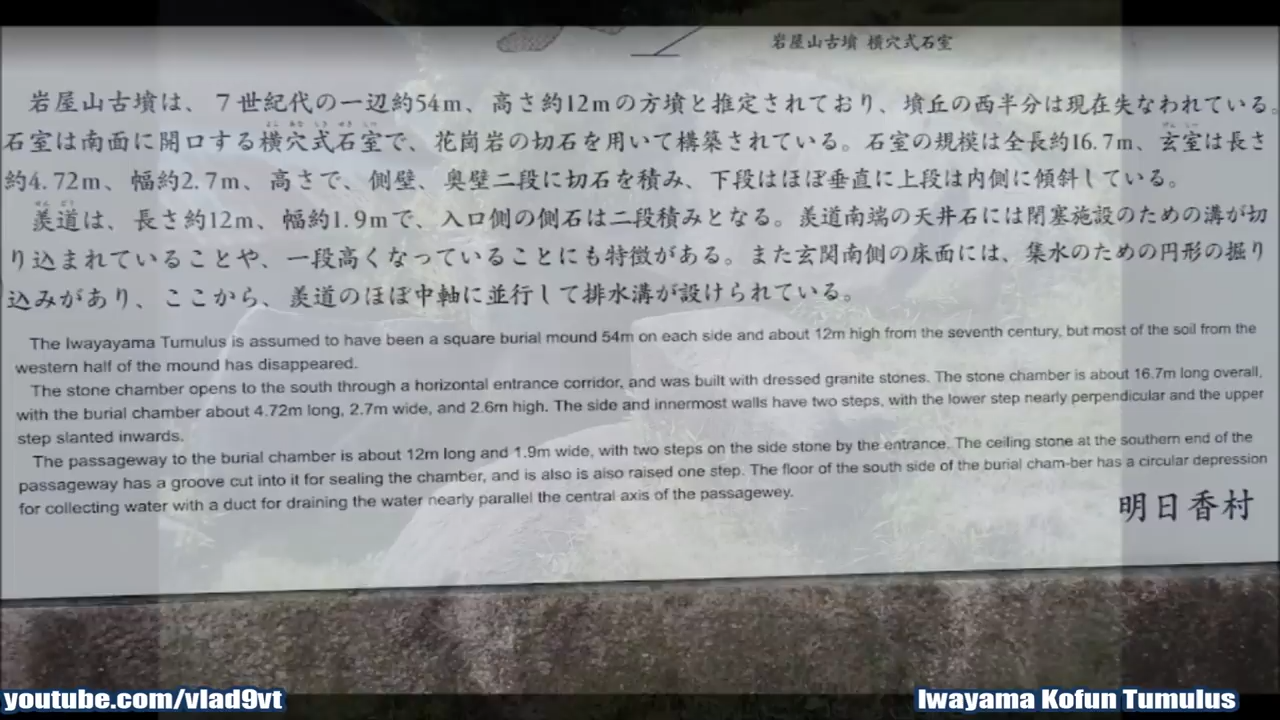 岩屋山古墳 横穴式石室
岩屋山古墳は、7世紀代の一辺約54m、高さ約12mの方墳と推定されており、墳丘の西半分は現在失なわれている。
よこ あな しき せき しつ
石室は南面に開口する横穴式石室で、花崗岩の切石を用いて構築されている。石室の規模は全長約16.7m、玄室は長さ
約4.72m、幅約2.7m、高さで、側壁、奥壁二段に切石を積み、下段はほぼ垂直に上段は内側に傾斜している。
せん どう
羨道は、長さ約12m、幅約1.9mで、入口側の側石は二段積みとなる。羨道南端の天井石には閉塞施設のための溝が切
り込まれていることや、一段高くなっていることにも特徴がある。また玄関南側の床面には、集水のための円形の掘り
込みがあり、ここから、羨道のほぼ中軸に並行して排水溝が設けられている。
The Iwayayama Tumulus is assumed to have been a square burial mound 54m on each side and about 12m high from the seventh century, but most of the soil from the
western half of the mound has disappeared.
The stone chamber opens to the south through a horizontal entrance corridor, and was built with dressed granite stones. The stone chamber is about 16.7m long overall,
with the burial chamber about 4.72m long, 2.7m wide, and 2.6m high. The side and innermost walls have two steps, with the lower step nearly perpendicular and the upper
step slanted inwards.
The passageway to the burial chamber is about 12m long and 1.9m wide, with two steps on the side stone by the entrance. The ceiling stone at the southern end of the
passageway has a groove cut into it for sealing the chamber, and is also is also raised one step. The floor of the south side of the burial cham-ber has a circular depression
for collecting water with a duct for draining the water nearly parallel the central axis of the passagewey.
明日香村
youtube.com/vlad9vt
Iwayama Kofun Tumulus